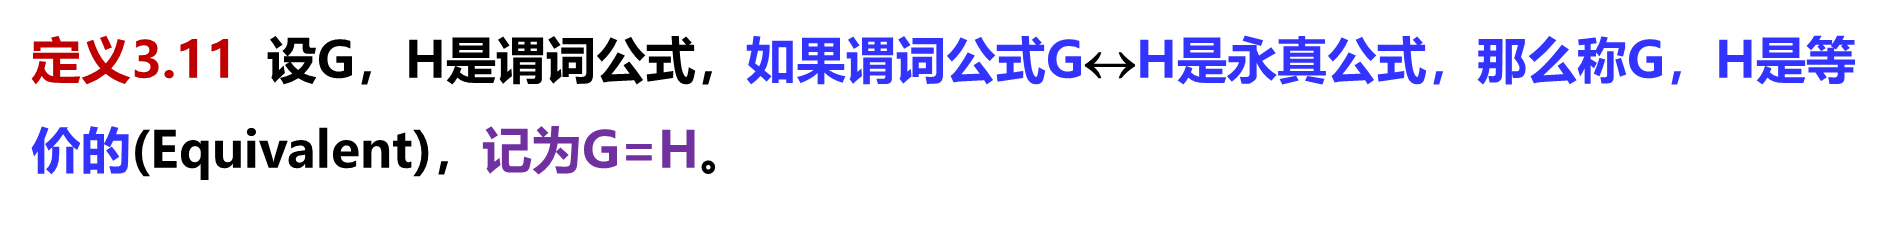 定义3.11 设G，H是谓词公式，如果谓词公式G↔H是永真公式，那么称G，H是等
价的(Equivalent)，记为G=H。